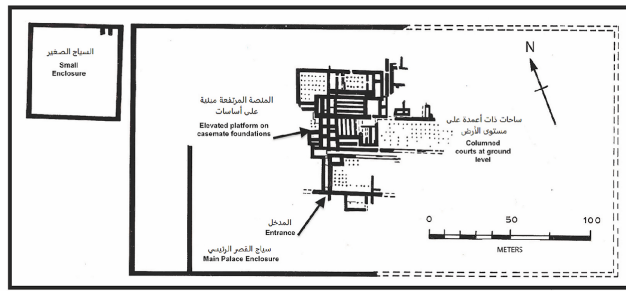 السياج الصغير
Small
Enclosure
المنصة المرتفعة مبنية
على أساسات
Elevated platform on
casemate foundations
N
ساحات ذات أعمدة على
مستوى الأرض
Columned
courts at ground
level
المدخل
Entrance
سياج القصر الرئيسي
Main Palace Enclosure
0 50 100
METERS